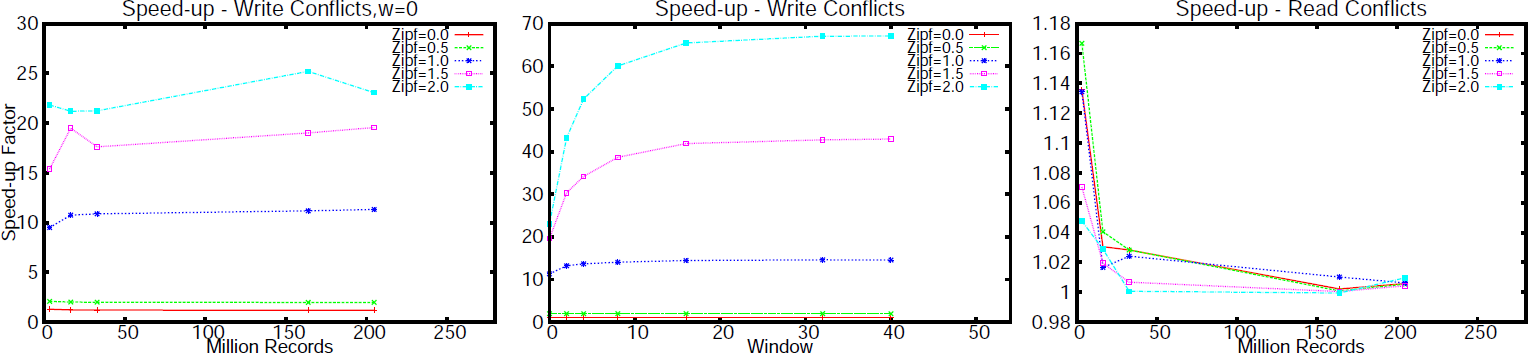 Speed-up - Write Conflicts,w=0
30
25
20
15
10
5
0
0 50 100 150 200 250
Speed-up Factor
Million Records
Zipf=0.0
Zipf=0.5
Zipf=1.0
Zipf=1.5
Zipf=2.0
Speed-up - Write Conflicts
70
60
50
40
30
20
10
0
0 10 20 30 40 50
Window
Zipf=0.0
Zipf=0.5
Zipf=1.0
Zipf=1.5
Zipf=2.0
Speed-up - Read Conflicts
1.18
1.16
1.14
1.12
1.1
1.08
1.06
1.04
1.02
1
0.98
0 50 100 150 200 250
Million Records
Zipf=0.0
Zipf=0.5
Zipf=1.0
Zipf=1.5
Zipf=2.0